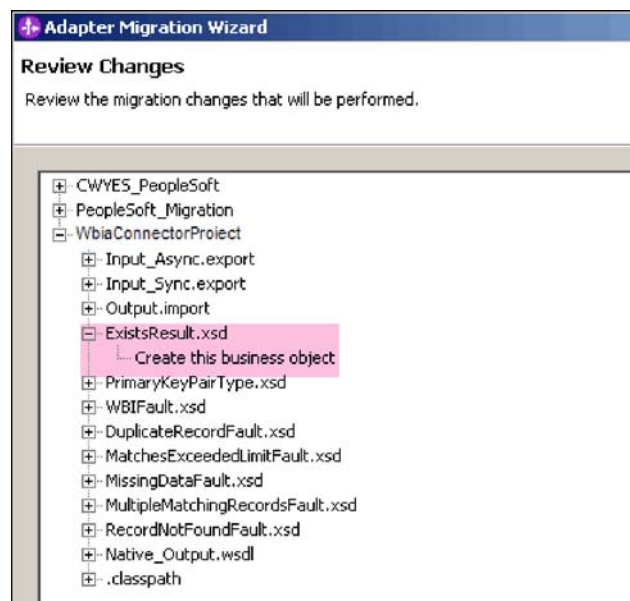 Adapter Migration Wizard
Review Changes
Review the migration changes that will be performed.
CWYES_PeopleSoft
PeopleSoft_Migration
WbiaConnectorProject
Input_Async.export
Input_Sync.export
Output.import
ExistsResult.xsd
Create this business object
PrimaryKeyPairType.xsd
WBIFault.xsd
DuplicateRecordFault.xsd
MatchesExceededLimitFault.xsd
MissingDataFault.xsd
MultipleMatchingRecordsFault.xsd
RecordNotFoundFault.xsd
Native_Output.wsdl
.classpath